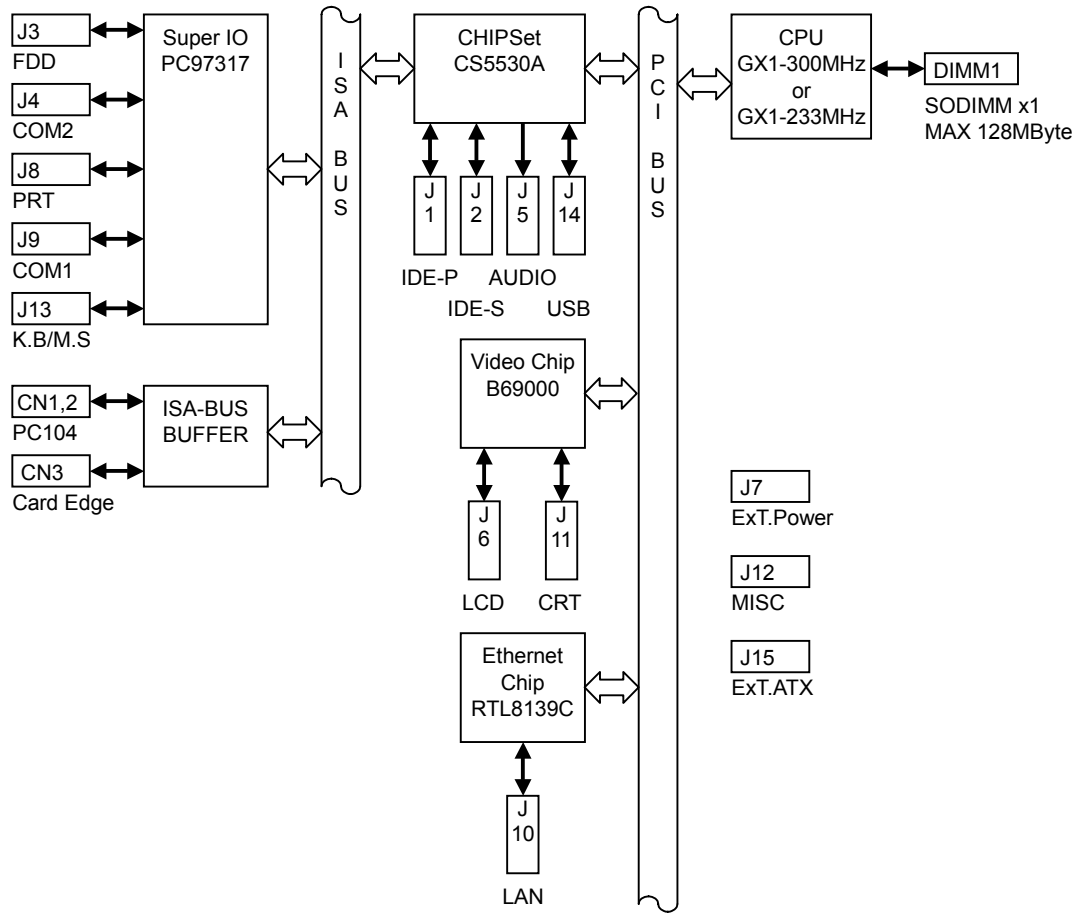 J3
FDD
J4
COM2
J8
PRT
J9
COM1
J13
K.B/M.S
Super IO
PC97317
CN1,2
PC104
CN3
Card Edge
ISA-BUS
BUFFER
I
S
A
B
U
S
CHIPSet
CS5530A
J
1
J
2
J
5
J
14
IDE-P
AUDIO
IDE-S
USB
Video Chip
B69000
J
6
J
11
LCD
CRT
Ethernet
Chip
RTL8139C
J
10
LAN
P
C
I
B
U
S
CPU
GX1-300MHz
or
GX1-233MHz
DIMM1
SODIMM x1
MAX 128MByte
J7
ExT.Power
J12
MISC
J15
ExT.ATX